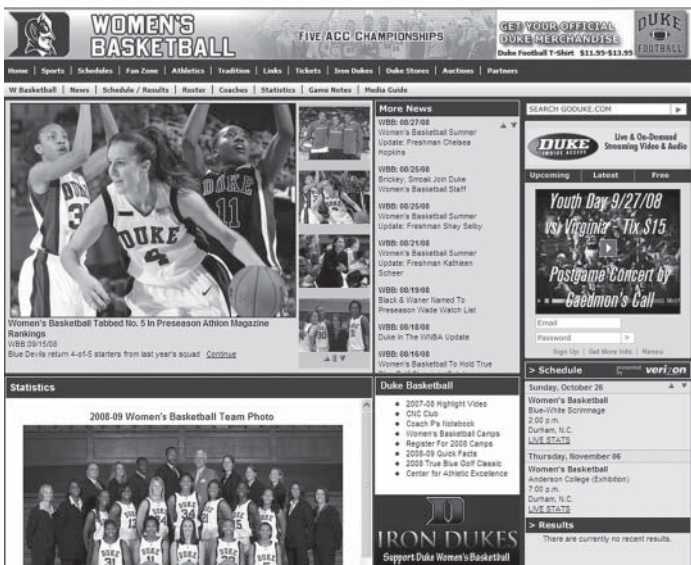 WOMEN'S
BASKETBALL
FIVE ACC CHAMPIONSHIPS
GET YOUR OFFICIAL
DUKE MERCHANDISE
Duke Football T-Shirt $11.95-$13.95
DUKE
FOOTBALL
Home | Sports | Schedules | Fan Zone | Athletics | Tradition | Links | Tickets | Iron Dukes | Duke Stores | Auctions | Partners
W Basketball | News | Schedule / Results | Roster | Coaches | Statistics | Game Notes | Media Guide
DUKE
4
DUKE
11
Women's Basketball Tabbed No. 5 In Preseason Athlon Magazine
Rankings
WBB:09/15/08
Blue Devils return 4-of-5 starters from last year's squad Continue
More News
WBB: 08/27/08
Women's Basketball Summer
Update: Freshman Chelsea
Hopkins
WBB: 08/25/08
Brickey, Smoak Join Duke
Women's Basketball Staff
WBB: 08/25/08
Women's Basketball Summer
Update: Freshman Shay Selby
WBB: 08/21/08
Women's Basketball Summer
Update: Freshman Kathleen
Scheer
WBB: 08/19/08
Black & Waner Named To
Preseason Wade Watch List
WBB: 08/18/08
Duke In The WNBA Update
WBB: 08/16/08
Women's Basketball To Hold True
SEARCH GODUKE.COM
DUKE
INSIDE ACCESS
Live & On-Demand
Streaming Video & Audio
Upcoming Latest Free
Youth Day 9/27/08
vs Virginia - Tix $15
Postgame Concert by
Caedmon's Call
Email
Password >
Sign Up | Get More Info | Renew
> Schedule presented by verizon
Sunday, October 26
Women's Basketball
Blue-White Scrimmage
2:00 p.m.
Durham, N.C.
LIVE STATS
Thursday, November 06
Women's Basketball
Anderson College (Exhibition)
7:00 p.m.
Durham, N.C.
LIVE STATS
> Results
There are currently no recent results.
Statistics
2008-09 Women's Basketball Team Photo
Duke Basketball
• 2007-08 Highlight Video
• CNC Club
• Coach P's Notebook
• Women's Basketball Camps
• Register For 2008 Camps
• 2008-09 Quick Facts
• 2008 True Blue Golf Classic
• Center for Athletic Excellence
IRON DUKES
Support Duke Women's Basketball